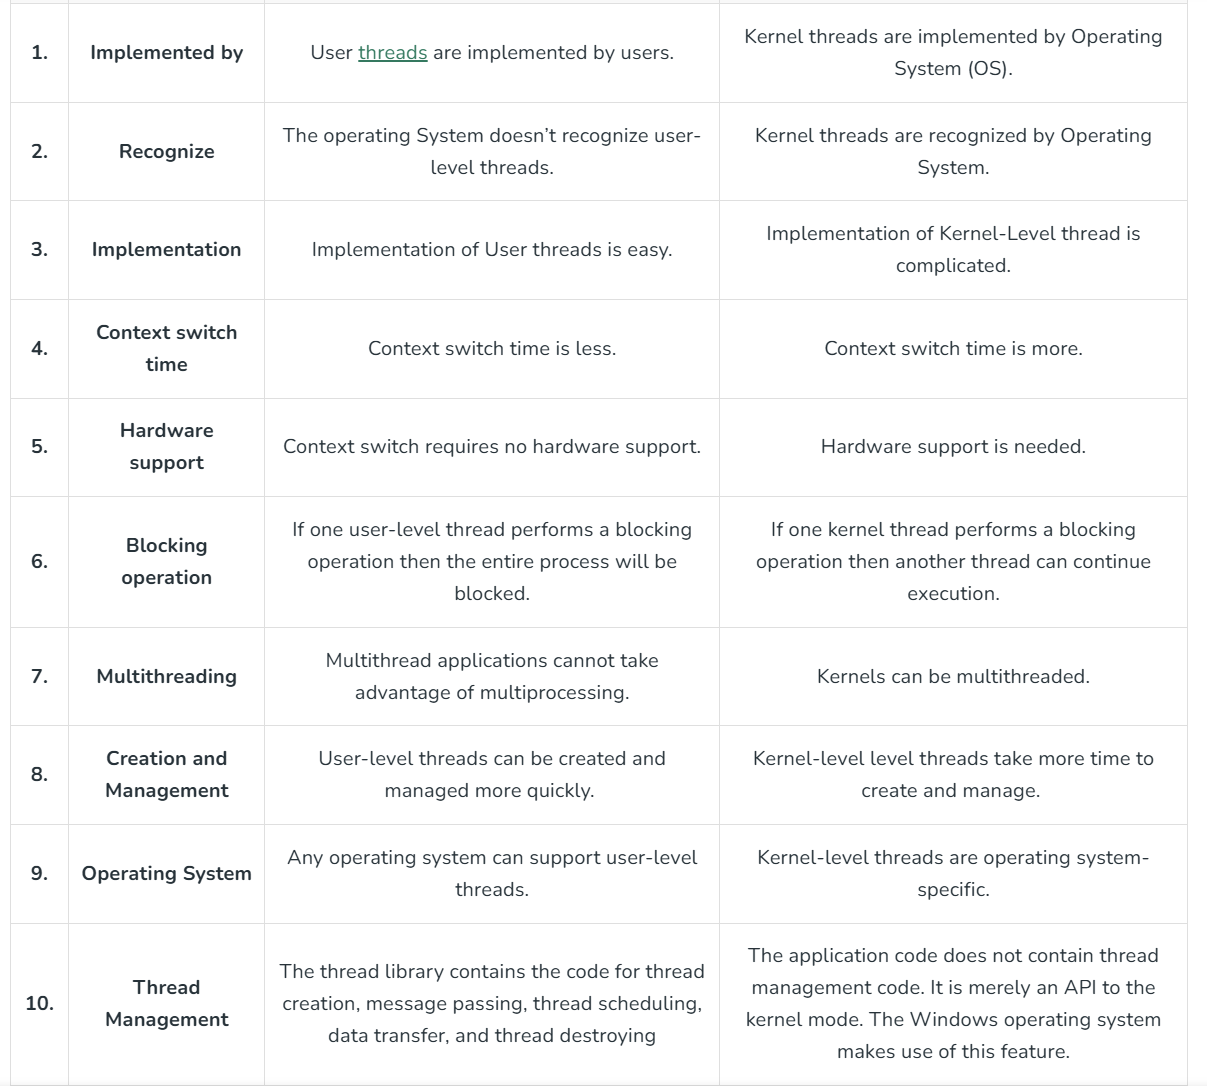 1.
Implemented by
User threads are implemented by users.
Kernel threads are implemented by Operating
System (OS).
2.
Recognize
The operating System doesn’t recognize user-
level threads.
Kernel threads are recognized by Operating
System.
3.
Implementation
Implementation of User threads is easy.
Implementation of Kernel-Level thread is
complicated.
4.
Context switch
time
Context switch time is less.
Context switch time is more.
5.
Hardware
support
Context switch requires no hardware support.
Hardware support is needed.
6.
Blocking
operation
If one user-level thread performs a blocking
operation then the entire process will be
blocked.
If one kernel thread performs a blocking
operation then another thread can continue
execution.
7.
Multithreading
Multithread applications cannot take
advantage of multiprocessing.
Kernels can be multithreaded.
8.
Creation and
Management
User-level threads can be created and
managed more quickly.
Kernel-level level threads take more time to
create and manage.
9.
Operating System
Any operating system can support user-level
threads.
Kernel-level threads are operating system-
specific.
10.
Thread
Management
The thread library contains the code for thread
creation, message passing, thread scheduling,
data transfer, and thread destroying
The application code does not contain thread
management code. It is merely an API to the
kernel mode. The Windows operating system
makes use of this feature.